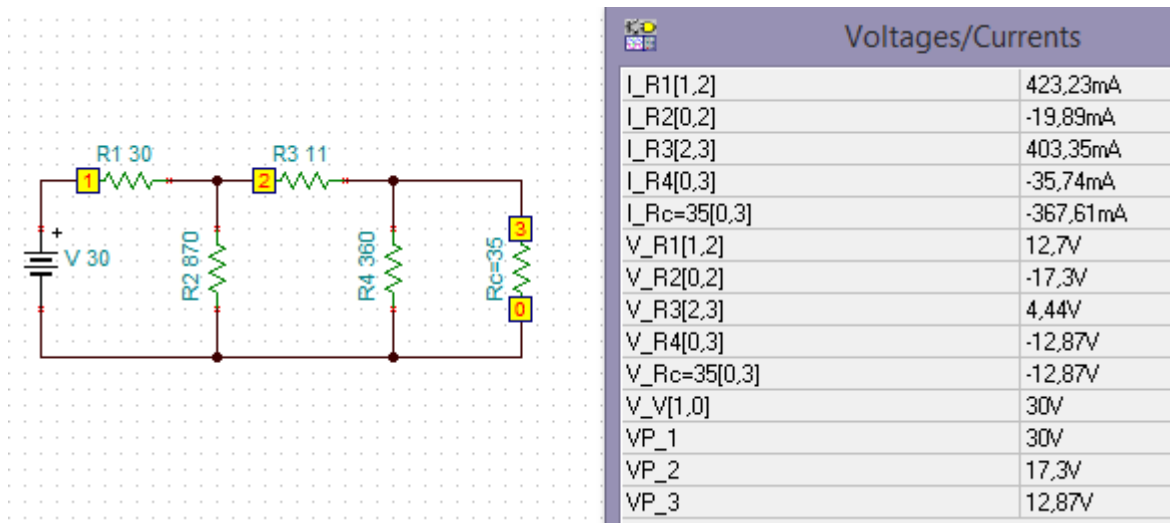 R1 30
R3 11
1
2
+
V 30
R2 870
R4 360
Rc=35
3
0
Voltages/Currents
I_R1[1,2] 423,23mA
I_R2[0,2] -19,89mA
I_R3[2,3] 403,35mA
I_R4[0,3] -35,74mA
I_Rc=35[0,3] -367,61mA
V_R1[1,2] 12,7V
V_R2[0,2] -17,3V
V_R3[2,3] 4,44V
V_R4[0,3] -12,87V
V_Rc=35[0,3] -12,87V
V_V[1,0] 30V
VP_1 30V
VP_2 17,3V
VP_3 12,87V